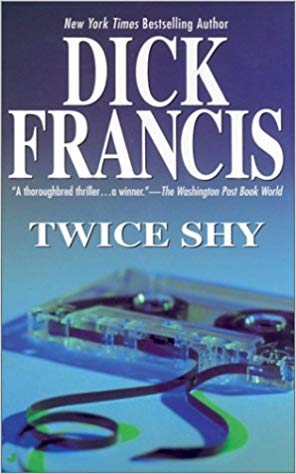 New York Times Bestselling Author
DICK
FRANCIS
"A thoroughbred thriller...a winner."—The Washington Post Book World
TWICE SHY